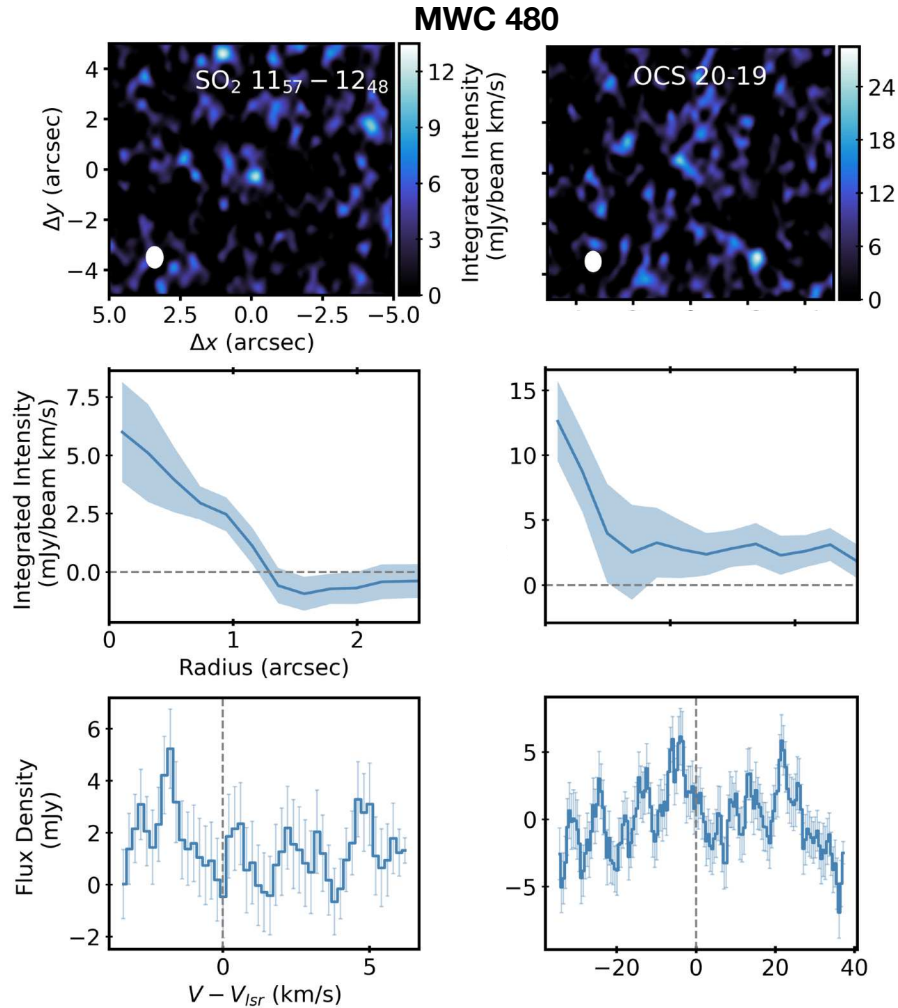 MWC 480
SO₂ 11₅₇ − 12₄₈
OCS 20-19
4
2
0
−2
−4
Δy (arcsec)
5.0 2.5 0.0 −2.5 −5.0
Δx (arcsec)
12
9
6
3
0
Integrated Intensity
(mJy/beam km/s)
24
18
12
6
0
Integrated Intensity
(mJy/beam km/s)
7.5
5.0
2.5
0.0
0 1 2
Radius (arcsec)
15
10
5
0
Flux Density
(mJy)
6
4
2
0
−2
0 5
V − Vlsr (km/s)
5
0
−5
−20 0 20 40